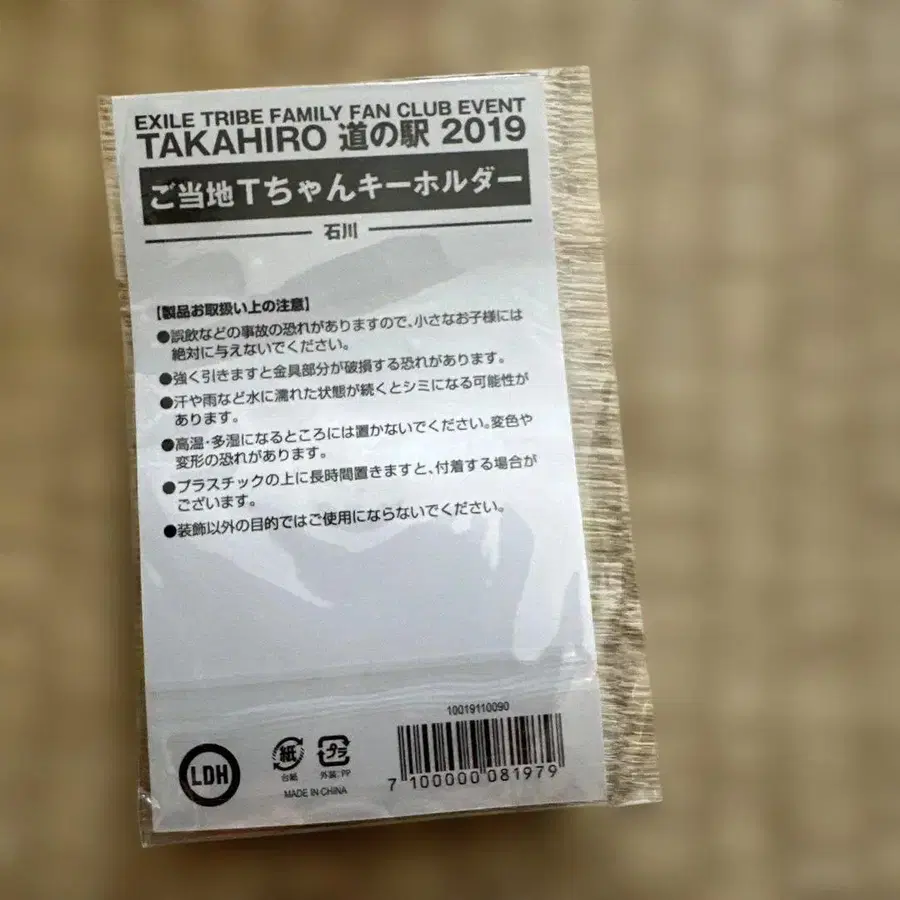 EXILE TRIBE FAMILY FAN CLUB EVENT
TAKAHIRO 道の駅 2019
ご当地Tちゃんキーホルダー
石川
【製品お取扱い上の注意】
●誤飲などの事故の恐れがありますので、小さなお子様には
絶対に与えないでください。
●強く引きますと金具部分が破損する恐れがあります。
●汗や雨など水に濡れた状態が続くとシミになる可能性が
あります。
●高温・多湿になるところには置かないでください。変色や
変形の恐れがあります。
●プラスチックの上に長時間置きますと、付着する場合が
ございます。
●装飾以外の目的ではご使用にならないでください。
10019110090
LDH
紙
プラ
台紙
外装:PP
MADE IN CHINA
7 100000 081979